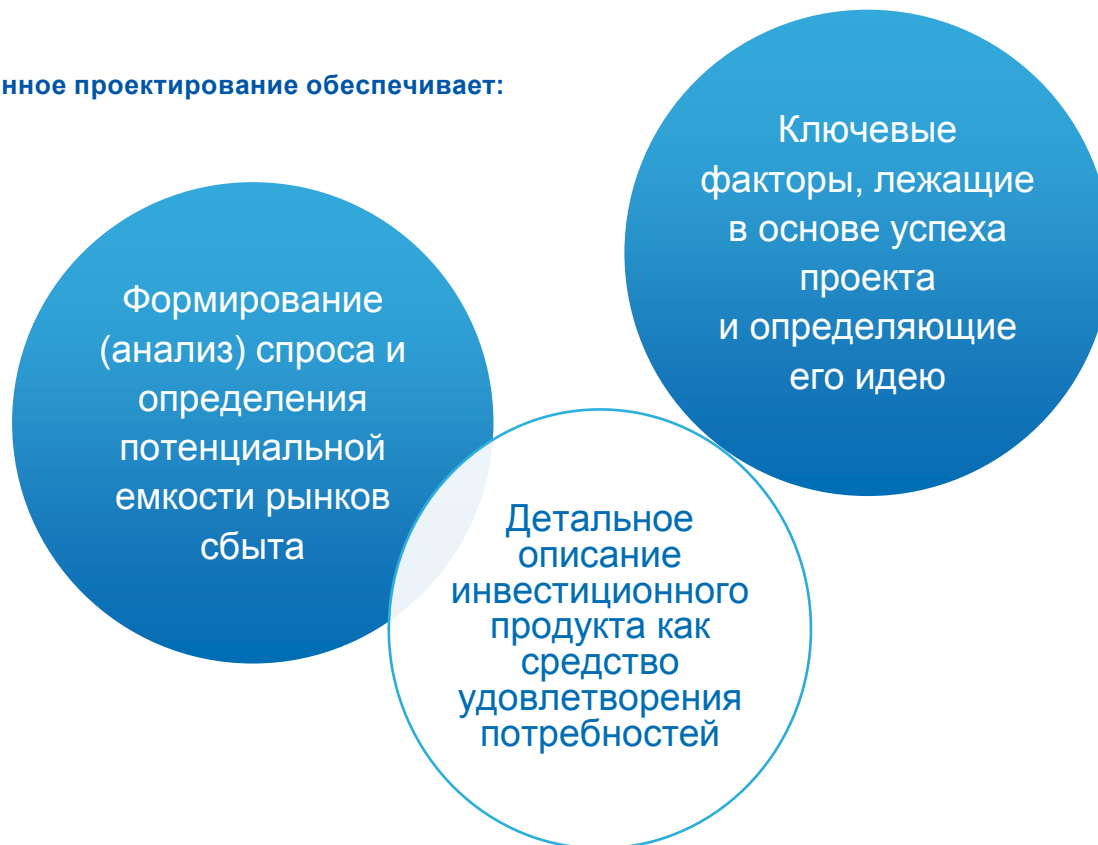 нное проектирование обеспечивает:
Ключевые
факторы, лежащие
в основе успеха
проекта
и определяющие
его идею
Формирование
(анализ) спроса и
определения
потенциальной
емкости рынков
сбыта
Детальное
описание
инвестиционного
продукта как
средство
удовлетворения
потребностей